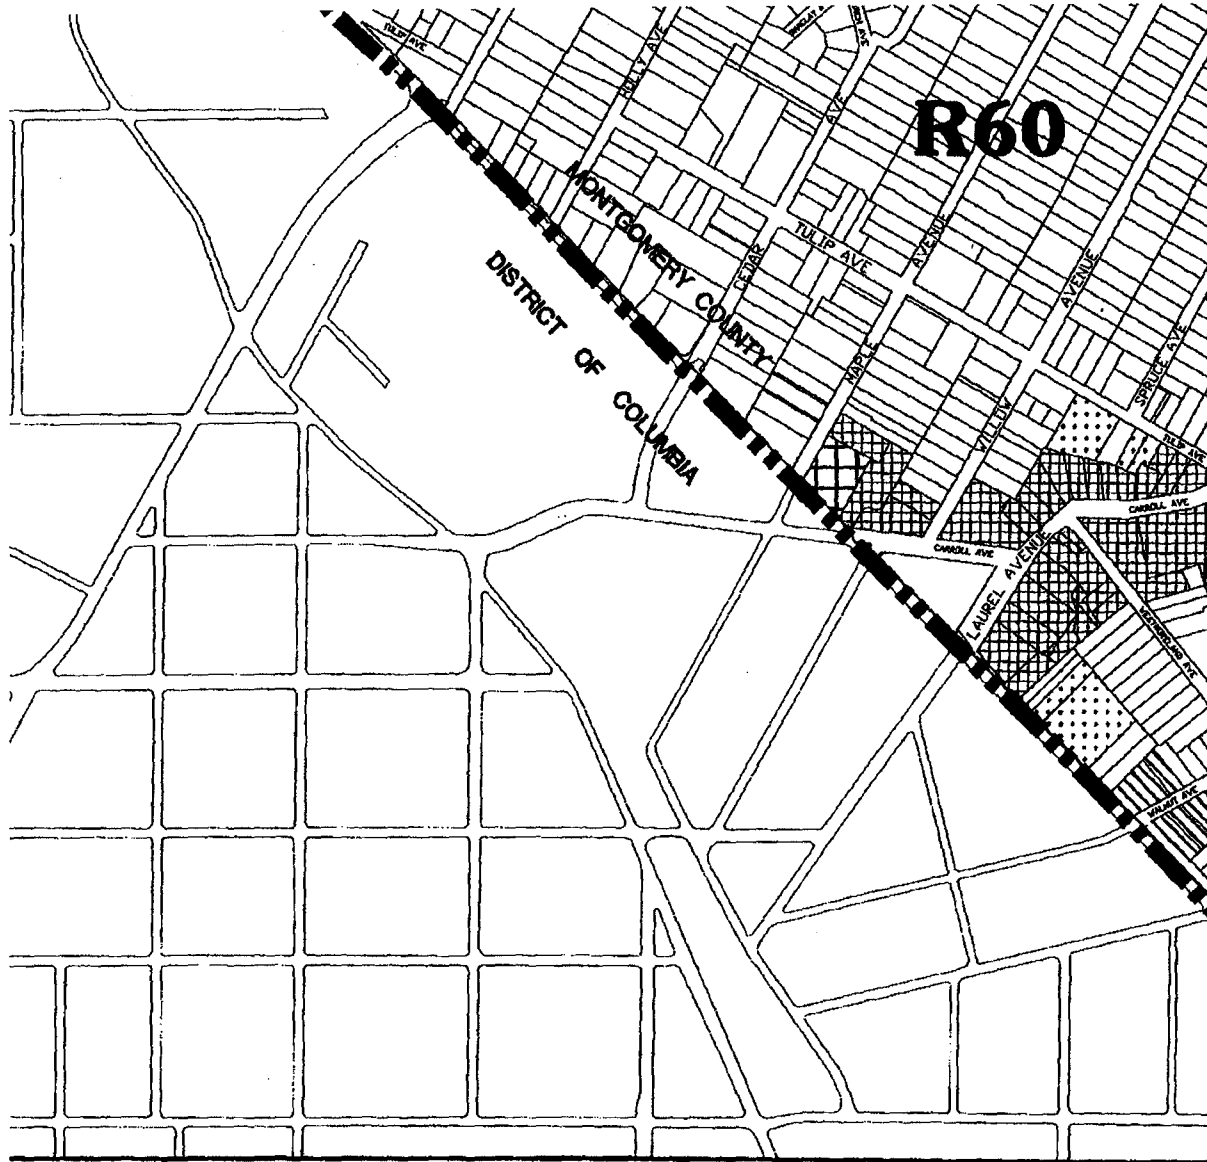 TULIP AVE
HOLLY AVE
AVE
R60
MONTGOMERY COUNTY
DISTRICT OF COLUMBIA
CEDAR
TULIP AVE
AVENUE
AVENUE
MAPLE
SPRUCE AVE
WILLOW
TULIP AVE
CARROLL AVE
CARROLL AVE
LAUREL AVENUE
WESTMORELAND AVE
WALNUT AVE